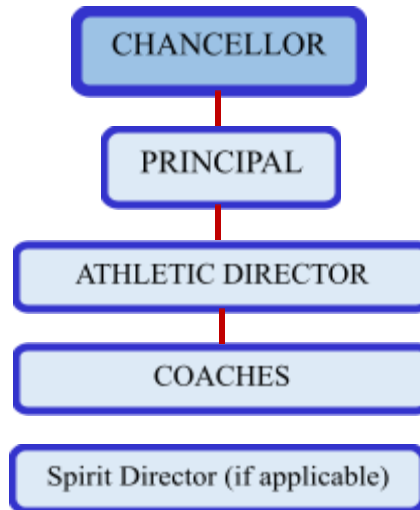 CHANCELLOR
PRINCIPAL
ATHLETIC DIRECTOR
COACHES
Spirit Director (if applicable)